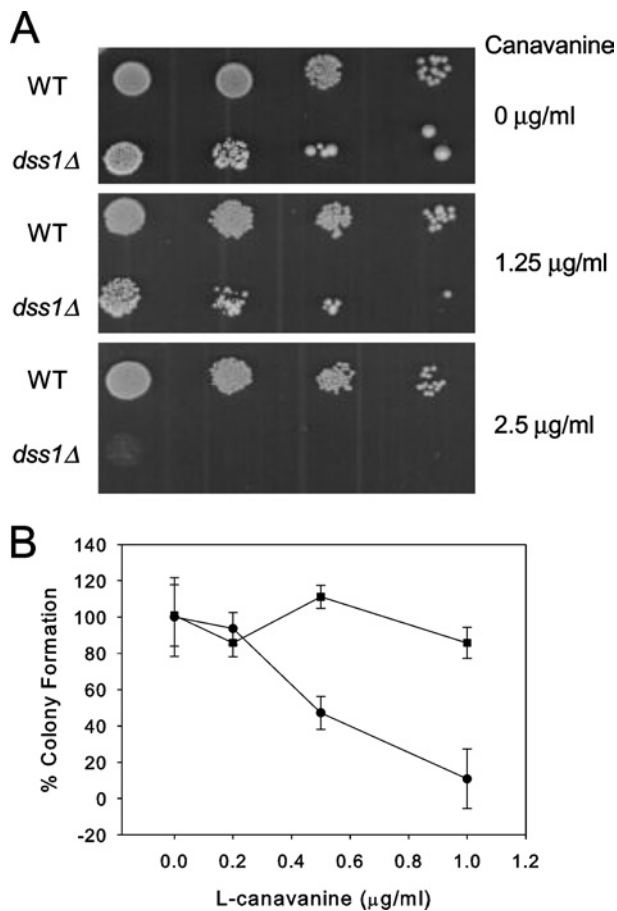 A
Canavanine
WT
dss1Δ
0 μg/ml
WT
dss1Δ
1.25 μg/ml
WT
dss1Δ
2.5 μg/ml
B
140
120
100
80
60
40
20
0
-20
% Colony Formation
0.0 0.2 0.4 0.6 0.8 1.0 1.2
L-canavanine (μg/ml)